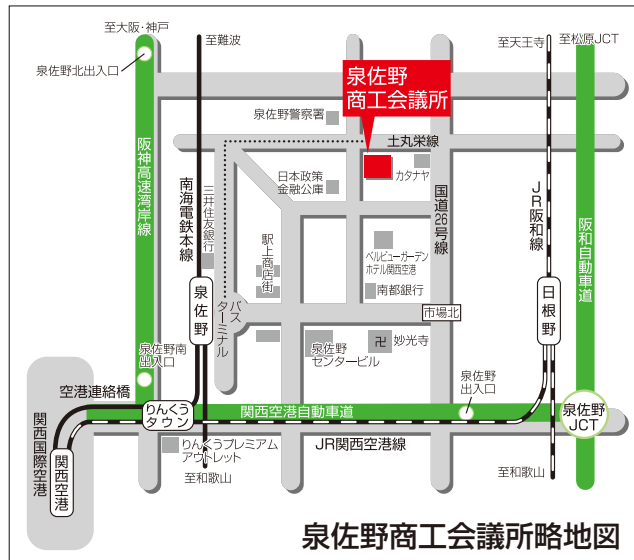 至大阪・神戸
至難波
至天王寺
至松原JCT
泉佐野北出入口
泉佐野
商工会議所
泉佐野警察署
土丸栄線
阪神高速湾岸線
南海電鉄本線
三井住友銀行
日本政策
金融公庫
カタナヤ
国道26号線
JR阪和線
阪和自動車道
駅上商店街
ベルビューガーデン
ホテル関西空港
南都銀行
泉佐野
バス
ターミナル
市場北
日根野
泉佐野
センタービル
卍
妙光寺
泉佐野南
出入口
泉佐野
出入口
空港連絡橋
りんくう
タウン
関西空港自動車道
泉佐野
JCT
関西国際空港
関西空港
りんくうプレミアム
アウトレット
JR関西空港線
至和歌山
至和歌山
泉佐野商工会議所略地図